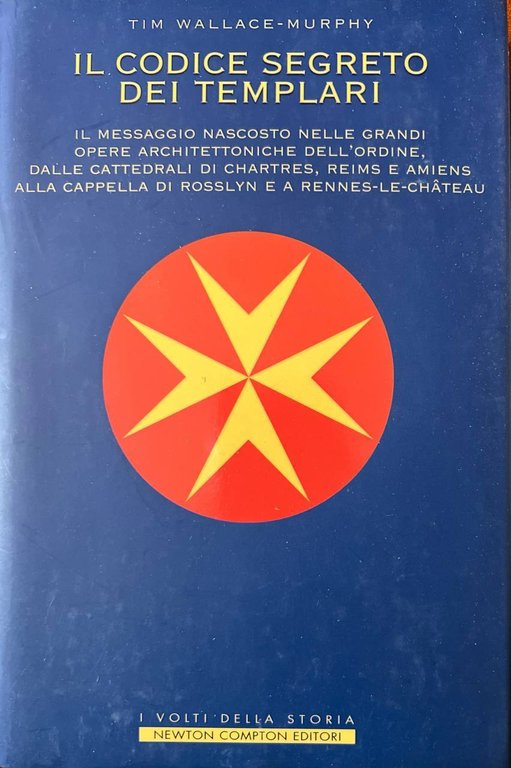 TIM WALLACE-MURPHY
IL CODICE SEGRETO
DEI TEMPLARI
IL MESSAGGIO NASCOSTO NELLE GRANDI
OPERE ARCHITETTONICHE DELL'ORDINE,
DALLE CATTEDRALI DI CHARTRES, REIMS E AMIENS
ALLA CAPPELLA DI ROSSLYN E A RENNES-LE-CHÂTEAU
I VOLTI DELLA STORIA
NEWTON COMPTON EDITORI